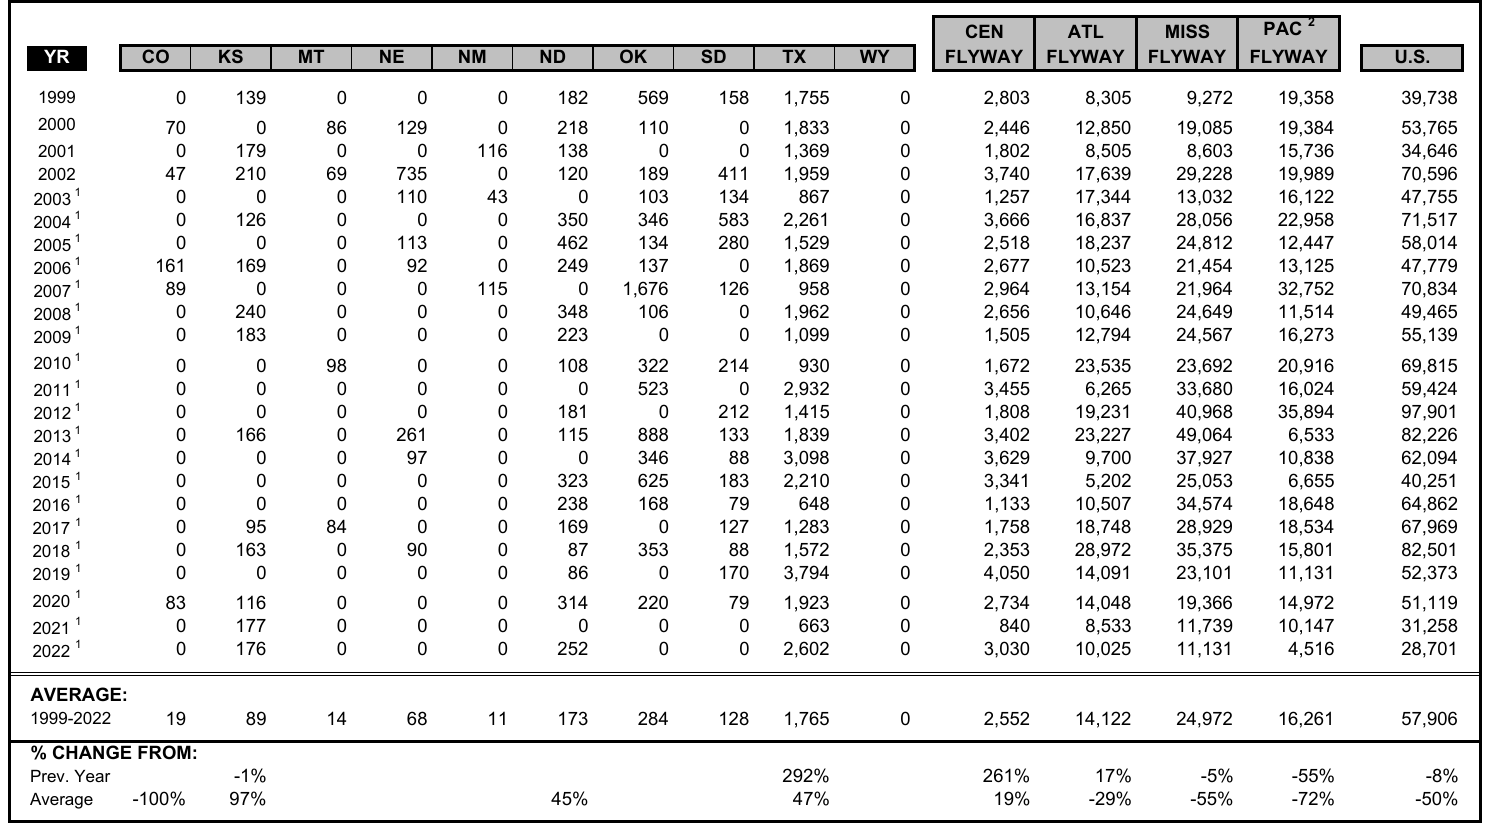 CEN ATL MISS PAC 2
YR CO KS MT NE NM ND OK SD TX WY FLYWAY FLYWAY FLYWAY FLYWAY U.S.
1999 0 139 0 0 0 182 569 158 1,755 0 2,803 8,305 9,272 19,358 39,738
2000 70 0 86 129 0 218 110 0 1,833 0 2,446 12,850 19,085 19,384 53,765
2001 0 179 0 0 116 138 0 0 1,369 0 1,802 8,505 8,603 15,736 34,646
2002 47 210 69 735 0 120 189 411 1,959 0 3,740 17,639 29,228 19,989 70,596
2003 1 0 0 0 110 43 0 103 134 867 0 1,257 17,344 13,032 16,122 47,755
2004 1 0 126 0 0 0 350 346 583 2,261 0 3,666 16,837 28,056 22,958 71,517
2005 1 0 0 0 113 0 462 134 280 1,529 0 2,518 18,237 24,812 12,447 58,014
2006 1 161 169 0 92 0 249 137 0 1,869 0 2,677 10,523 21,454 13,125 47,779
2007 1 89 0 0 0 115 0 1,676 126 958 0 2,964 13,154 21,964 32,752 70,834
2008 1 0 240 0 0 0 348 106 0 1,962 0 2,656 10,646 24,649 11,514 49,465
2009 1 0 183 0 0 0 223 0 0 1,099 0 1,505 12,794 24,567 16,273 55,139
2010 1 0 0 98 0 0 108 322 214 930 0 1,672 23,535 23,692 20,916 69,815
2011 1 0 0 0 0 0 0 523 0 2,932 0 3,455 6,265 33,680 16,024 59,424
2012 1 0 0 0 0 0 181 0 212 1,415 0 1,808 19,231 40,968 35,894 97,901
2013 1 0 166 0 261 0 115 888 133 1,839 0 3,402 23,227 49,064 6,533 82,226
2014 1 0 0 0 97 0 0 346 88 3,098 0 3,629 9,700 37,927 10,838 62,094
2015 1 0 0 0 0 0 323 625 183 2,210 0 3,341 5,202 25,053 6,655 40,251
2016 1 0 0 0 0 0 238 168 79 648 0 1,133 10,507 34,574 18,648 64,862
2017 1 0 95 84 0 0 169 0 127 1,283 0 1,758 18,748 28,929 18,534 67,969
2018 1 0 163 0 90 0 87 353 88 1,572 0 2,353 28,972 35,375 15,801 82,501
2019 1 0 0 0 0 0 86 0 170 3,794 0 4,050 14,091 23,101 11,131 52,373
2020 1 83 116 0 0 0 314 220 79 1,923 0 2,734 14,048 19,366 14,972 51,119
2021 1 0 177 0 0 0 0 0 0 663 0 840 8,533 11,739 10,147 31,258
2022 1 0 176 0 0 0 252 0 0 2,602 0 3,030 10,025 11,131 4,516 28,701
AVERAGE:
1999-2022 19 89 14 68 11 173 284 128 1,765 0 2,552 14,122 24,972 16,261 57,906
% CHANGE FROM:
Prev. Year -1% 292% 261% 17% -5% -55% -8%
Average -100% 97% 45% 47% 19% -29% -55% -72% -50%